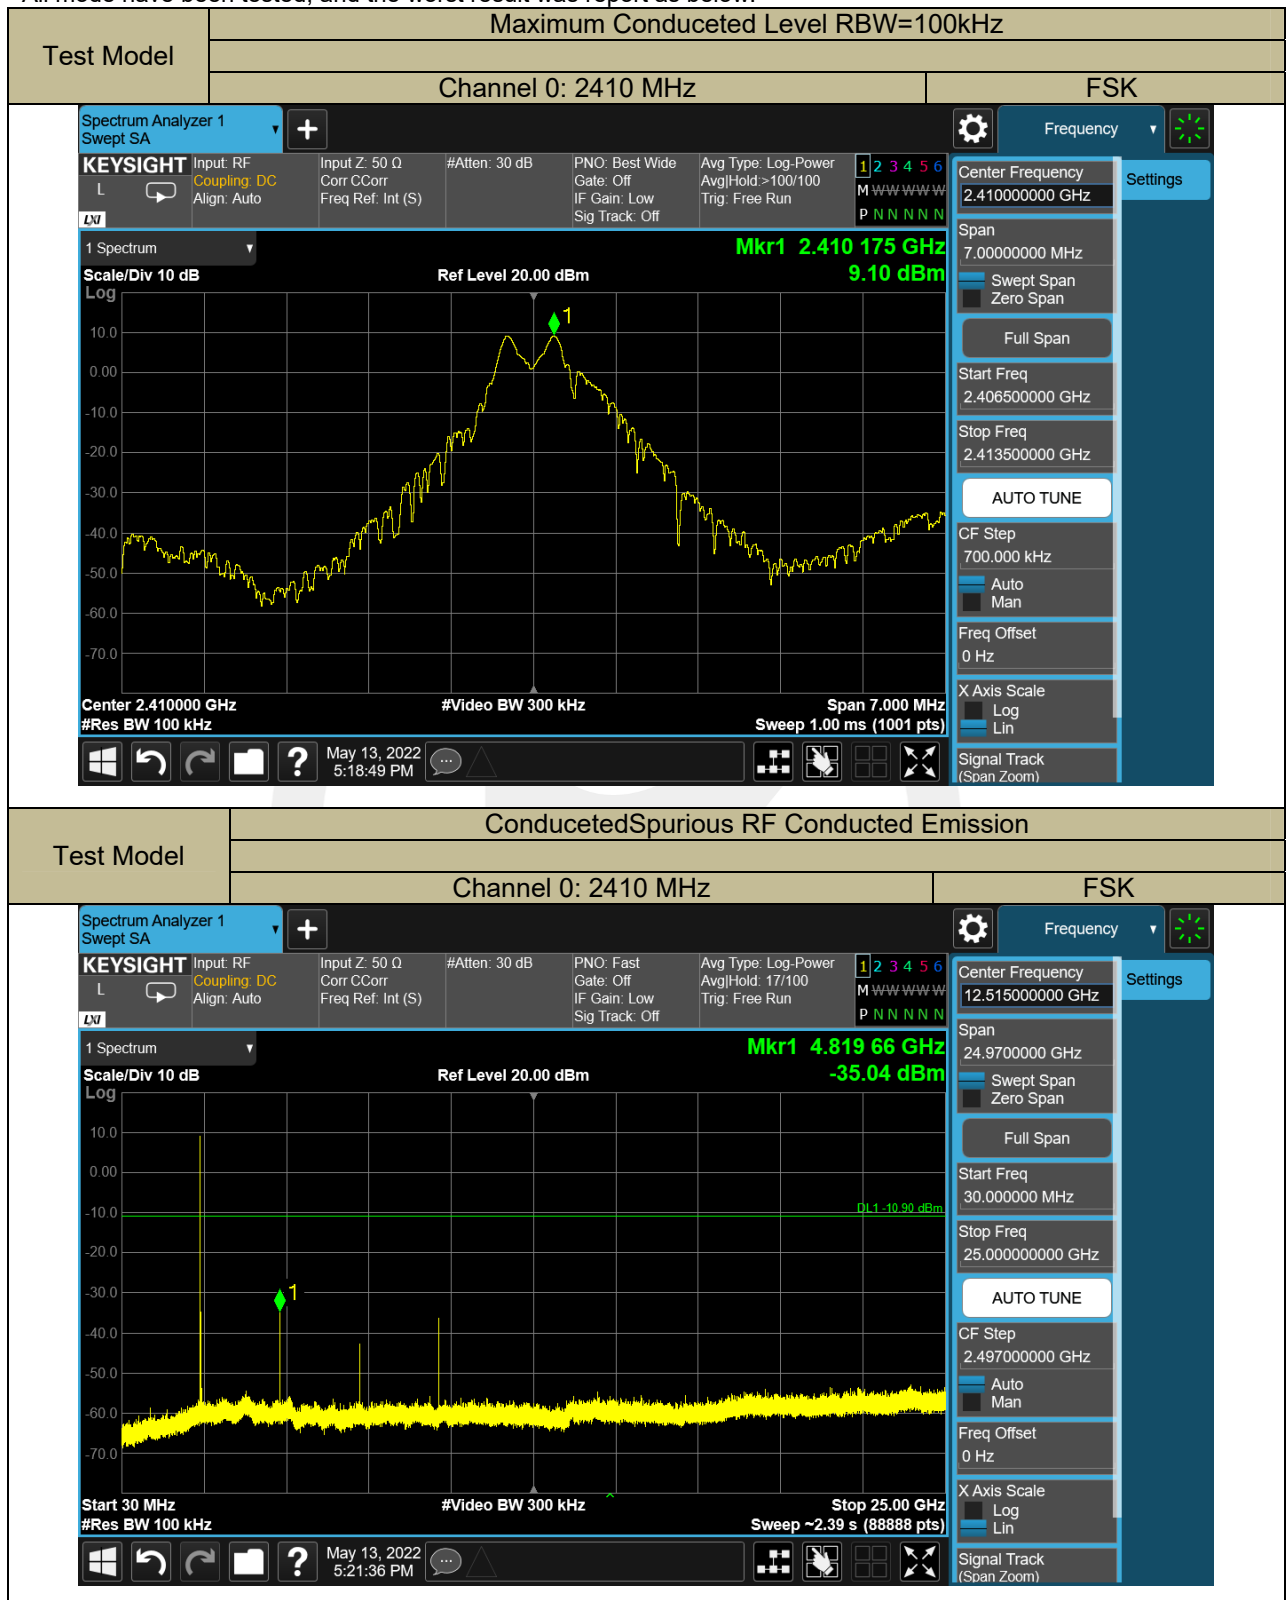 All mode have been tested, and the worst result was report as below:
Test Model
Maximum Conduceted Level RBW=100kHz
Channel 0: 2410 MHz
FSK
Spectrum Analyzer 1
Swept SA
Frequency
KEYSIGHT
L
LXI
Input: RF
Coupling: DC
Align: Auto
Input Z: 50 Ω
Corr CCorr
Freq Ref: Int (S)
#Atten: 30 dB
PNO: Best Wide
Gate: Off
IF Gain: Low
Sig Track: Off
Avg Type: Log-Power
Avg|Hold:>100/100
Trig: Free Run
1 2 3 4 5 6
M W W W W W
P N N N N N
1 Spectrum
Scale/Div 10 dB
Log
Ref Level 20.00 dBm
Mkr1 2.410 175 GHz
9.10 dBm
1
10.0
0.00
-10.0
-20.0
-30.0
-40.0
-50.0
-60.0
-70.0
Center 2.410000 GHz
#Res BW 100 kHz
#Video BW 300 kHz
Span 7.000 MHz
Sweep 1.00 ms (1001 pts)
May 13, 2022
5:18:49 PM
Center Frequency
2.410000000 GHz
Settings
Span
7.00000000 MHz
Swept Span
Zero Span
Full Span
Start Freq
2.406500000 GHz
Stop Freq
2.413500000 GHz
AUTO TUNE
CF Step
700.000 kHz
Auto
Man
Freq Offset
0 Hz
X Axis Scale
Log
Lin
Signal Track
(Span Zoom)
Test Model
ConducetedSpurious RF Conducted Emission
Channel 0: 2410 MHz
FSK
Spectrum Analyzer 1
Swept SA
Frequency
KEYSIGHT
L
LXI
Input: RF
Coupling: DC
Align: Auto
Input Z: 50 Ω
Corr CCorr
Freq Ref: Int (S)
#Atten: 30 dB
PNO: Fast
Gate: Off
IF Gain: Low
Sig Track: Off
Avg Type: Log-Power
Avg|Hold: 17/100
Trig: Free Run
1 2 3 4 5 6
M W W W W W
P N N N N N
1 Spectrum
Scale/Div 10 dB
Log
Ref Level 20.00 dBm
Mkr1 4.819 66 GHz
-35.04 dBm
10.0
0.00
-10.0
DL1 -10.90 dBm
-20.0
-30.0
1
-40.0
-50.0
-60.0
-70.0
Start 30 MHz
#Res BW 100 kHz
#Video BW 300 kHz
Stop 25.00 GHz
Sweep ~2.39 s (88888 pts)
May 13, 2022
5:21:36 PM
Center Frequency
12.515000000 GHz
Settings
Span
24.9700000 GHz
Swept Span
Zero Span
Full Span
Start Freq
30.000000 MHz
Stop Freq
25.000000000 GHz
AUTO TUNE
CF Step
2.497000000 GHz
Auto
Man
Freq Offset
0 Hz
X Axis Scale
Log
Lin
Signal Track
(Span Zoom)